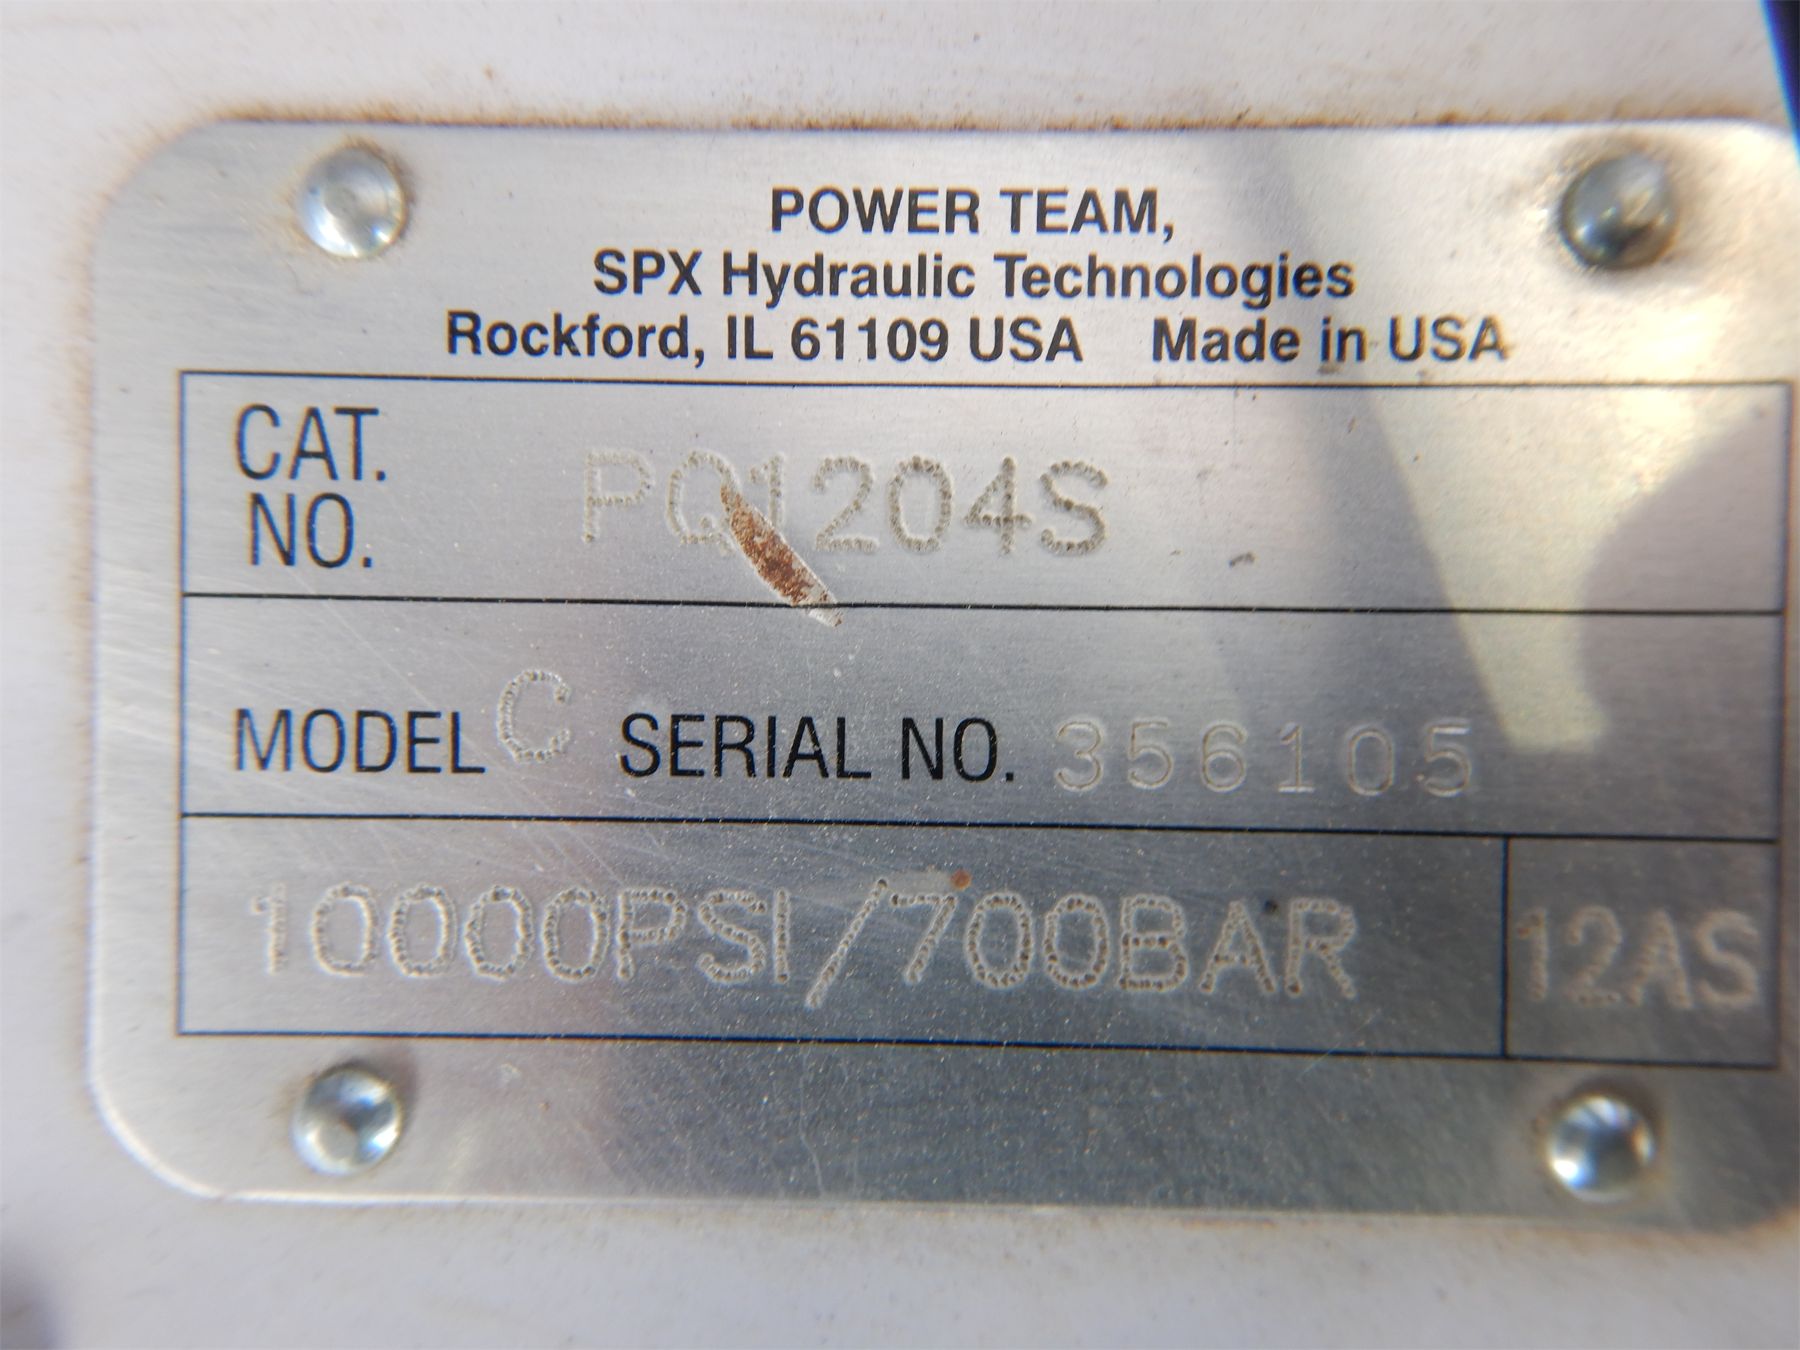 POWER TEAM,
SPX Hydraulic Technologies
Rockford, IL 61109 USA Made in USA
CAT. NO. PQ1204S
MODEL C SERIAL NO. 356105
10000PSI/700BAR 12AS